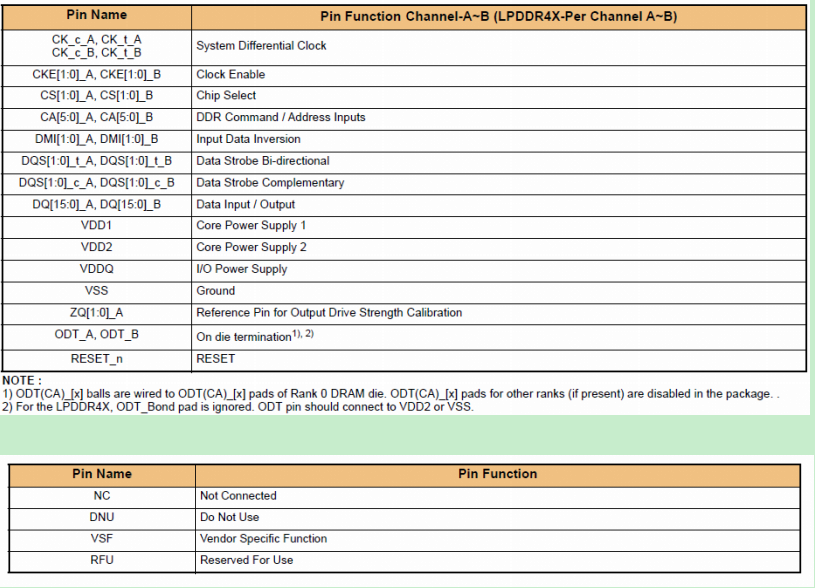 Pin Name Pin Function Channel-A~B (LPDDR4X-Per Channel A~B)
CK_c_A, CK_t_A
CK_c_B, CK_t_B System Differential Clock
CKE[1:0]_A, CKE[1:0]_B Clock Enable
CS[1:0]_A, CS[1:0]_B Chip Select
CA[5:0]_A, CA[5:0]_B DDR Command / Address Inputs
DMI[1:0]_A, DMI[1:0]_B Input Data Inversion
DQS[1:0]_t_A, DQS[1:0]_t_B Data Strobe Bi-directional
DQS[1:0]_c_A, DQS[1:0]_c_B Data Strobe Complementary
DQ[15:0]_A, DQ[15:0]_B Data Input / Output
VDD1 Core Power Supply 1
VDD2 Core Power Supply 2
VDDQ I/O Power Supply
VSS Ground
ZQ[1:0]_A Reference Pin for Output Drive Strength Calibration
ODT_A, ODT_B On die termination1), 2)
RESET_n RESET
NOTE :
1) ODT(CA)_[x] balls are wired to ODT(CA)_[x] pads of Rank 0 DRAM die. ODT(CA)_[x] pads for other ranks (if present) are disabled in the package. .
2) For the LPDDR4X, ODT_Bond pad is ignored. ODT pin should connect to VDD2 or VSS.
Pin Name Pin Function
NC Not Connected
DNU Do Not Use
VSF Vendor Specific Function
RFU Reserved For Use